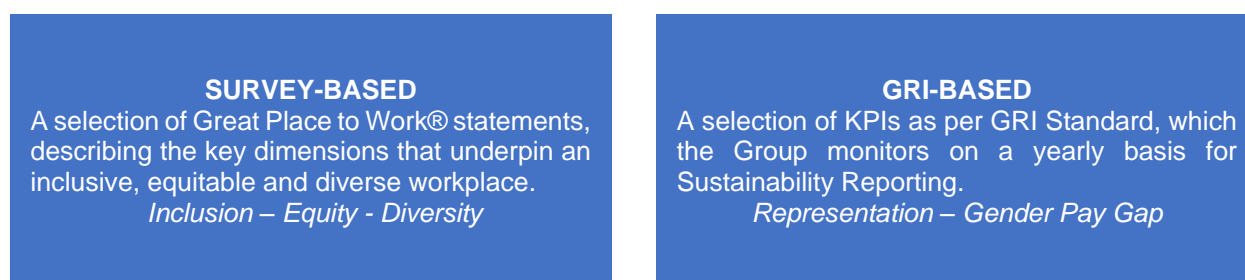 SURVEY-BASED
A selection of Great Place to Work® statements,
describing the key dimensions that underpin an
inclusive, equitable and diverse workplace.
Inclusion – Equity - Diversity
GRI-BASED
A selection of KPIs as per GRI Standard, which
the Group monitors on a yearly basis for
Sustainability Reporting.
Representation – Gender Pay Gap